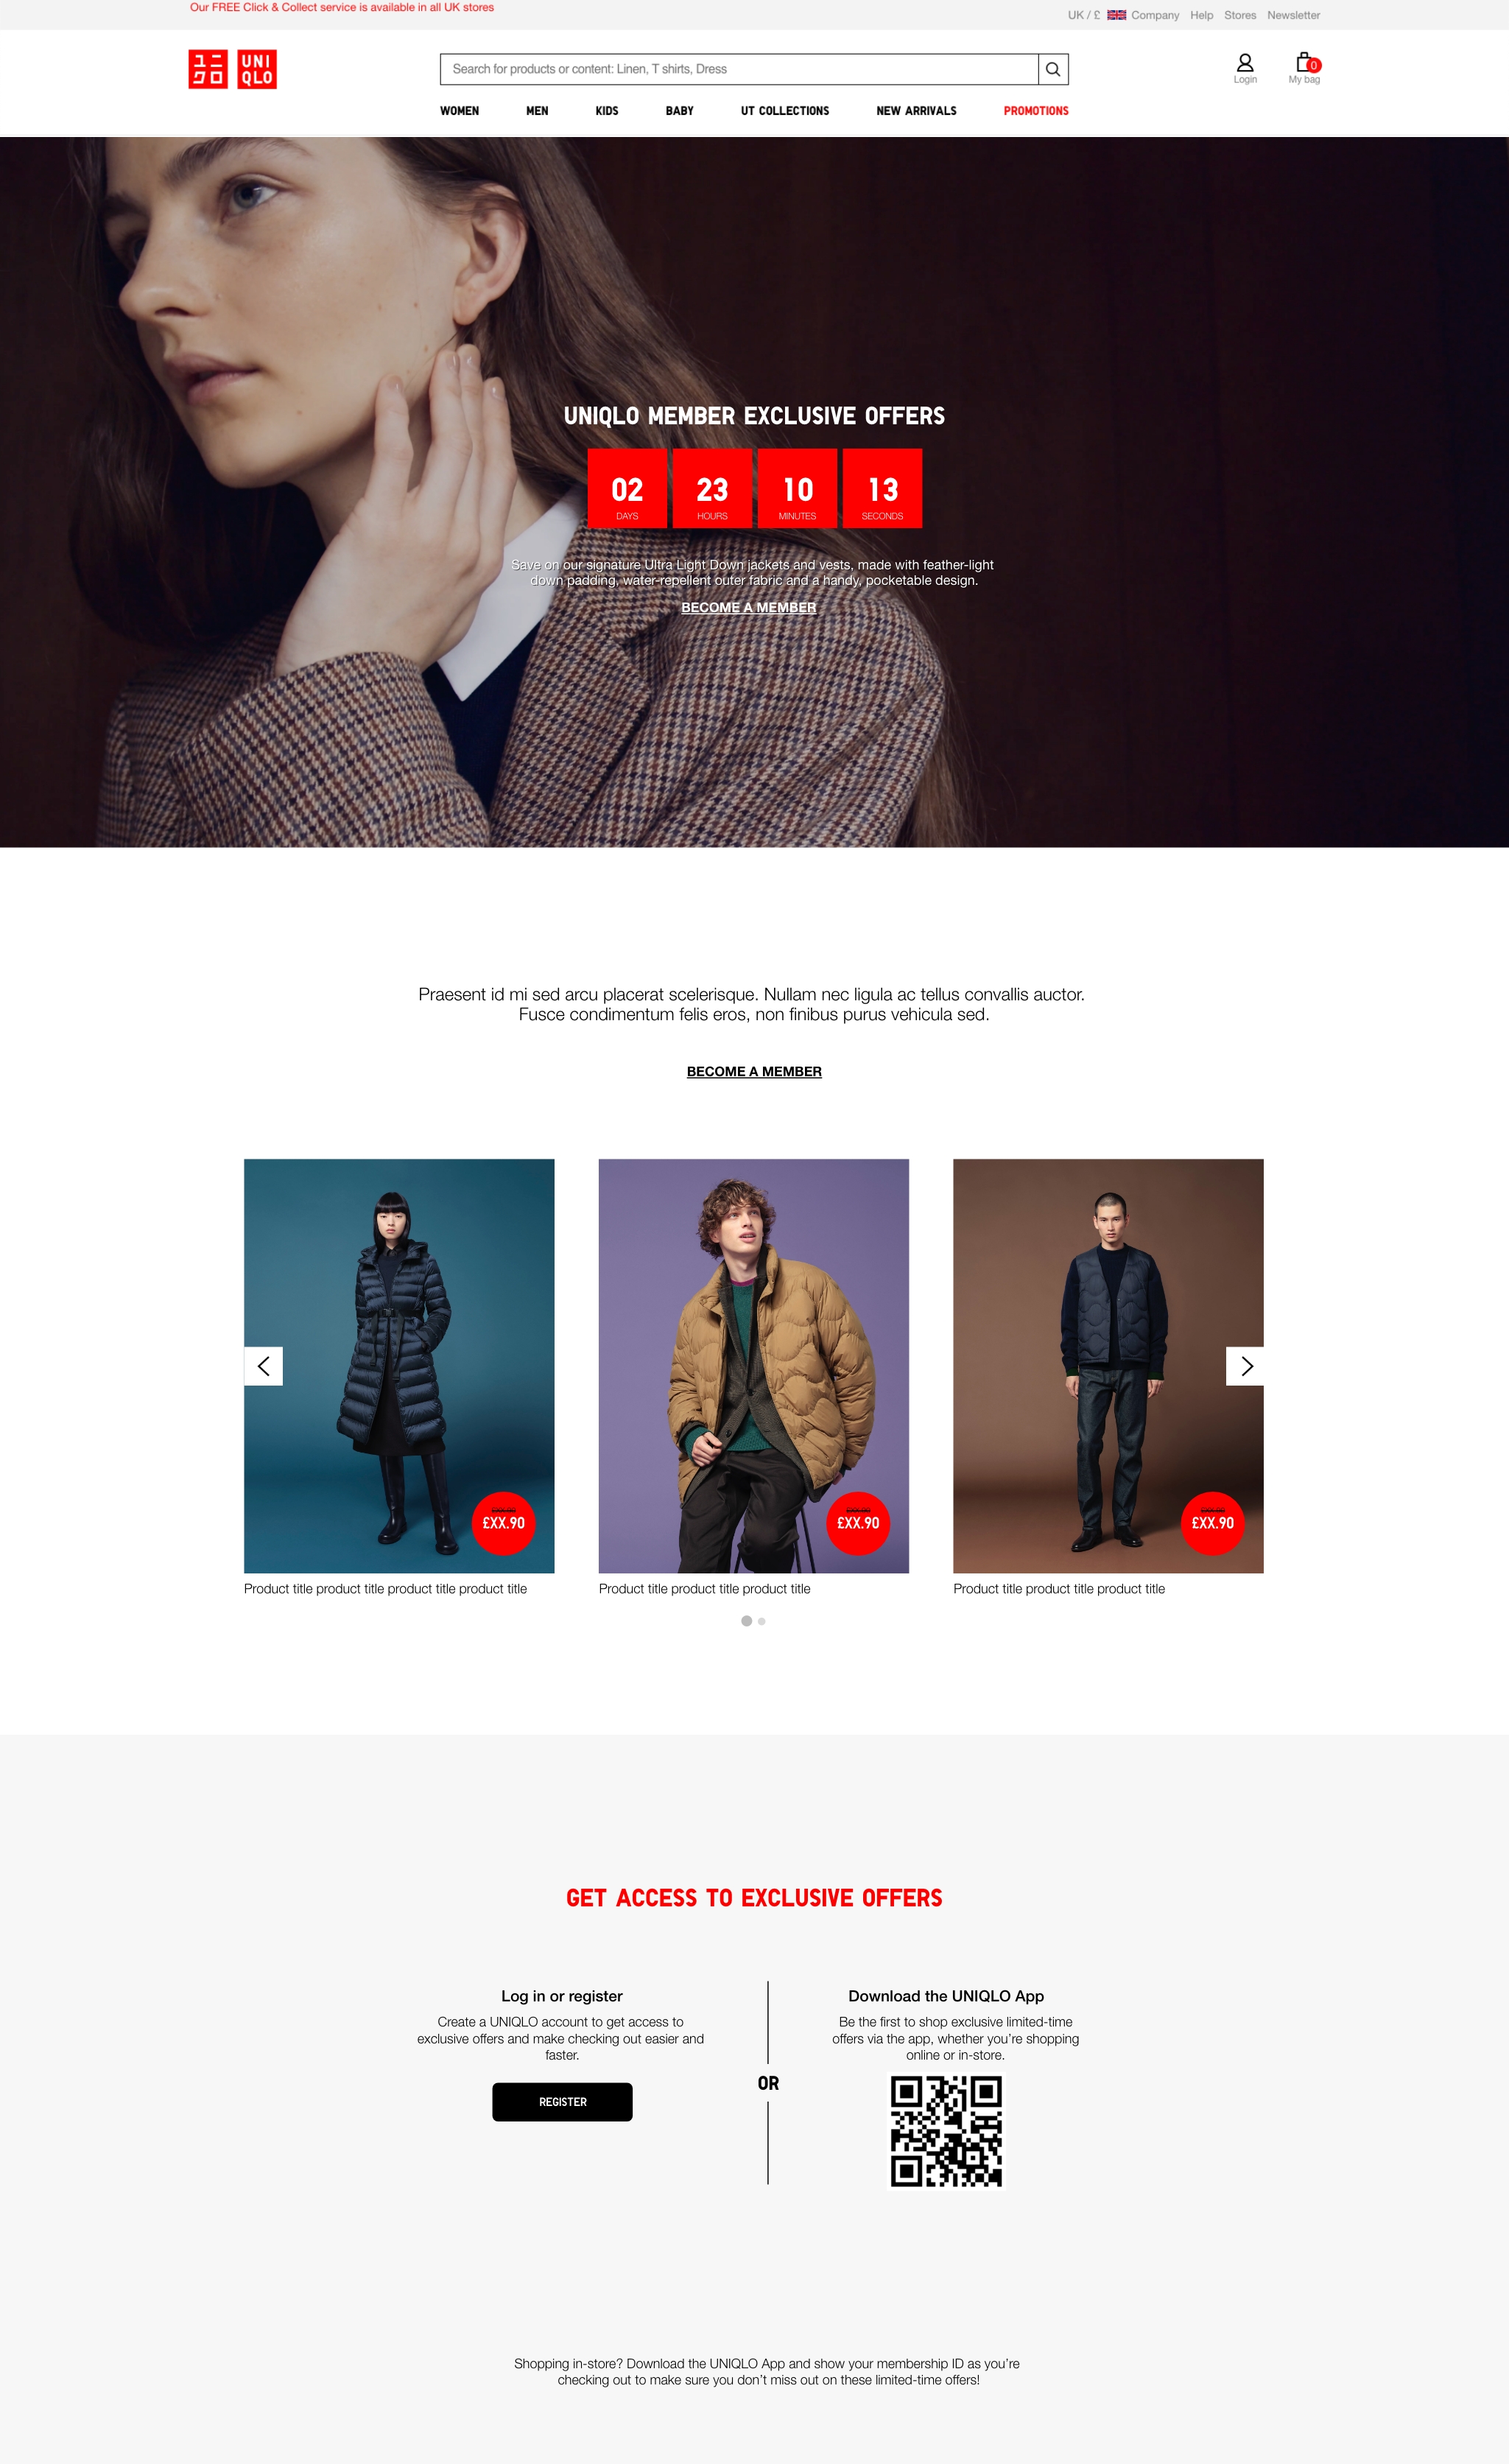 Our FREE Click & Collect service is available in all UK stores
UK / £ Company Help Stores Newsletter
ユニ
クロ
UNI
QLO
Search for products or content: Linen, T shirts, Dress
Login
0
My bag
WOMEN MEN KIDS BABY UT COLLECTIONS NEW ARRIVALS PROMOTIONS
UNIQLO MEMBER EXCLUSIVE OFFERS
02 23 10 13
DAYS HOURS MINUTES SECONDS
Save on our signature Ultra Light Down jackets and vests, made with feather-light
down padding, water-repellent outer fabric and a handy, pocketable design.
BECOME A MEMBER
Praesent id mi sed arcu placerat scelerisque. Nullam nec ligula ac tellus convallis auctor.
Fusce condimentum felis eros, non finibus purus vehicula sed.
BECOME A MEMBER
£XX.90
£XX.90
£XX.90
Product title product title product title product title
Product title product title product title
Product title product title product title
GET ACCESS TO EXCLUSIVE OFFERS
Log in or register
Create a UNIQLO account to get access to
exclusive offers and make checking out easier and
faster.
REGISTER
OR
Download the UNIQLO App
Be the first to shop exclusive limited-time
offers via the app, whether you’re shopping
online or in-store.
Shopping in-store? Download the UNIQLO App and show your membership ID as you’re
checking out to make sure you don’t miss out on these limited-time offers!